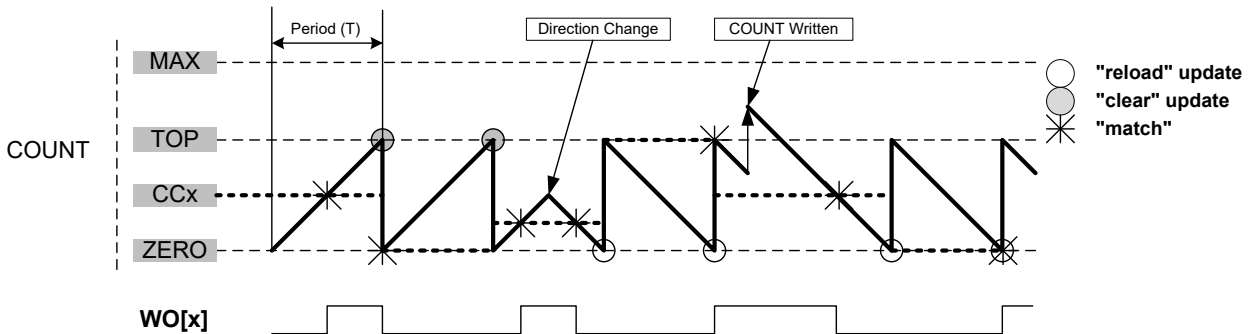 Period (T)
Direction Change
COUNT Written
MAX
"reload" update
"clear" update
TOP
"match"
COUNT
CCx
ZERO
WO[x]